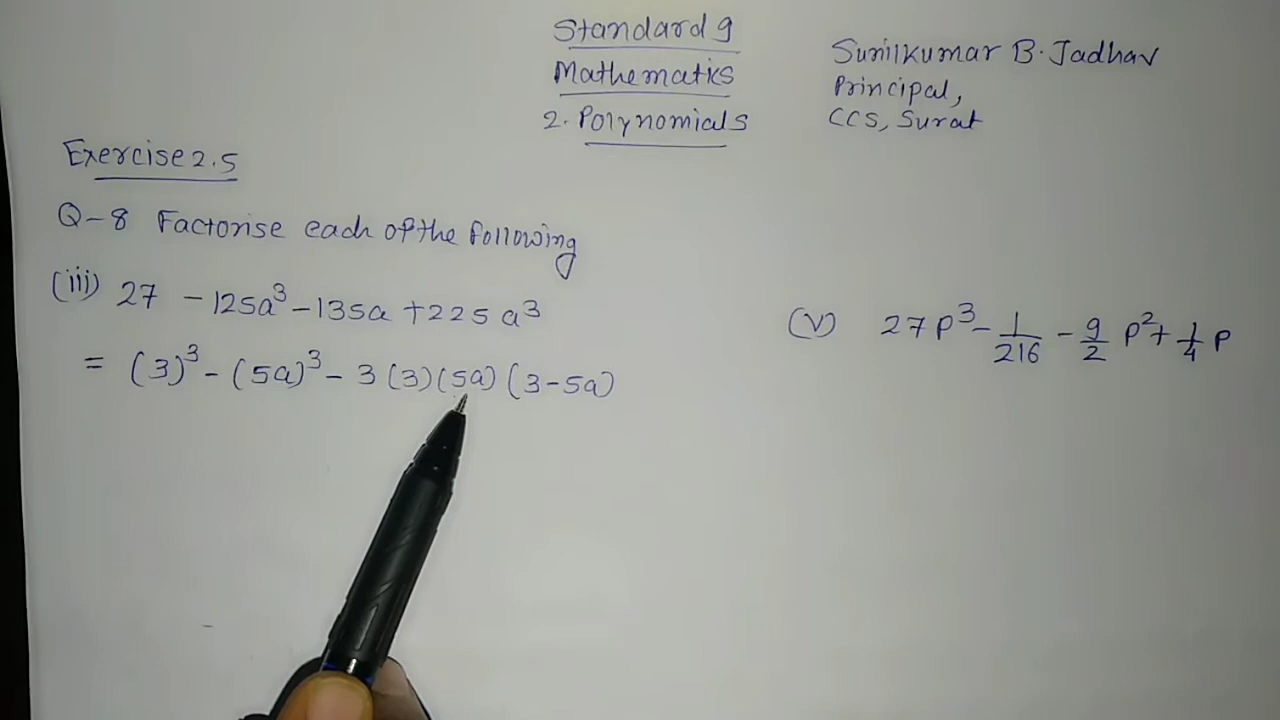 Standard 9
Mathematics
2. Polynomials
Sunilkumar B. Jadhav
Principal,
CCS, Surat
Exercise 2.5
Q-8 Factorise each of the following
(iii) 27 - 125a³ - 135a + 225a³
= (3)³ - (5a)³ - 3(3)(5a)(3-5a)
(v) 27p³ - 1/216 - 9/2 p² + 1/4 p